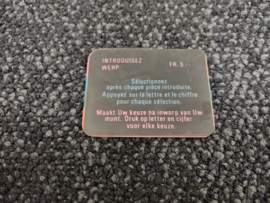 INTRODUISEZ
WERP
FR. 5.-
Sélectionnez
après chaque pièce introduite.
Appuyez sur la lettre et le chiffre
pour chaque sélection.
Maakt Uw keuze na inworp van Uw
munt. Druk op letter en cijfer
voor elke keuze.